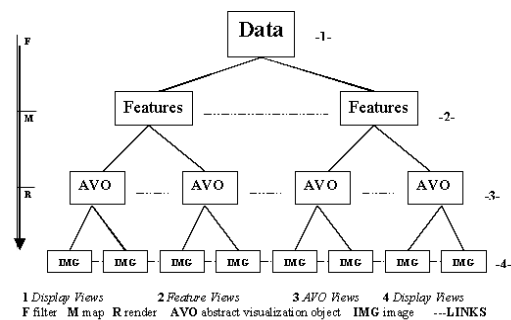 Data
-1-
F
Features
Features
M
-2-
AVO
AVO
AVO
AVO
R
-3-
IMG
IMG
IMG
IMG
IMG
IMG
IMG
IMG
-4-
1 Display Views 2 Feature Views 3 AVO Views 4 Display Views
F filter M map R render AVO abstract visualization object IMG image ---LINKS